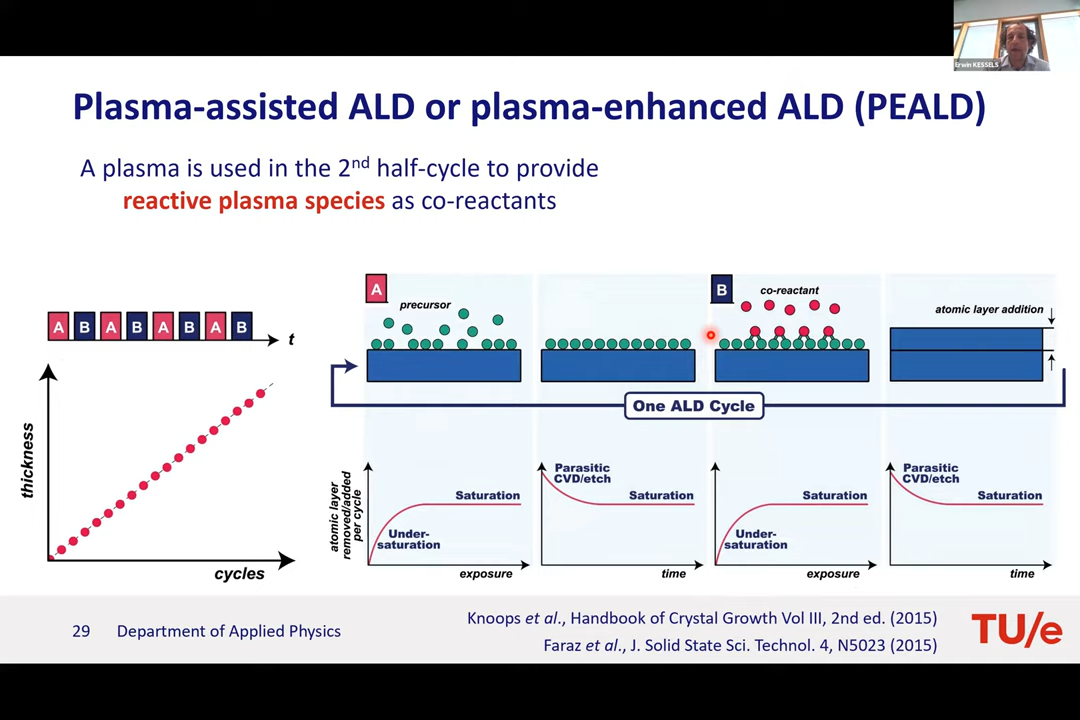 Erwin KESSELS
Plasma-assisted ALD or plasma-enhanced ALD (PEALD)
A plasma is used in the 2nd half-cycle to provide
reactive plasma species as co-reactants
A B A B A B A B
t
thickness
cycles
A
precursor
B
co-reactant
atomic layer addition
One ALD Cycle
atomic layer
removed/added
per cycle
Saturation
Under-
saturation
exposure
Parasitic
CVD/etch
Saturation
time
Saturation
Under-
saturation
exposure
Parasitic
CVD/etch
Saturation
time
29 Department of Applied Physics
Knoops et al., Handbook of Crystal Growth Vol III, 2nd ed. (2015)
Faraz et al., J. Solid State Sci. Technol. 4, N5023 (2015)
TU/e